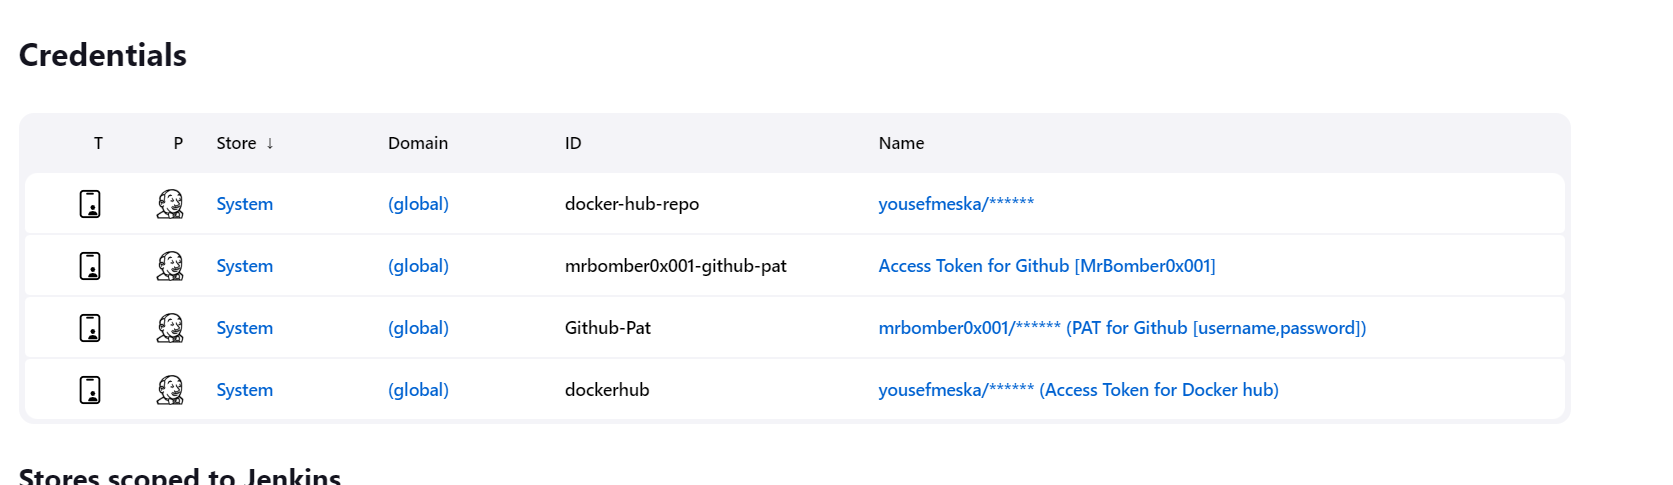 Credentials
T P Store ↓ Domain ID Name
System (global) docker-hub-repo yousefmeska/******
System (global) mrbomber0x001-github-pat Access Token for Github [MrBomber0x001]
System (global) Github-Pat mrbomber0x001/****** (PAT for Github [username,password])
System (global) dockerhub yousefmeska/****** (Access Token for Docker hub)
Stores scoped to Jenkins